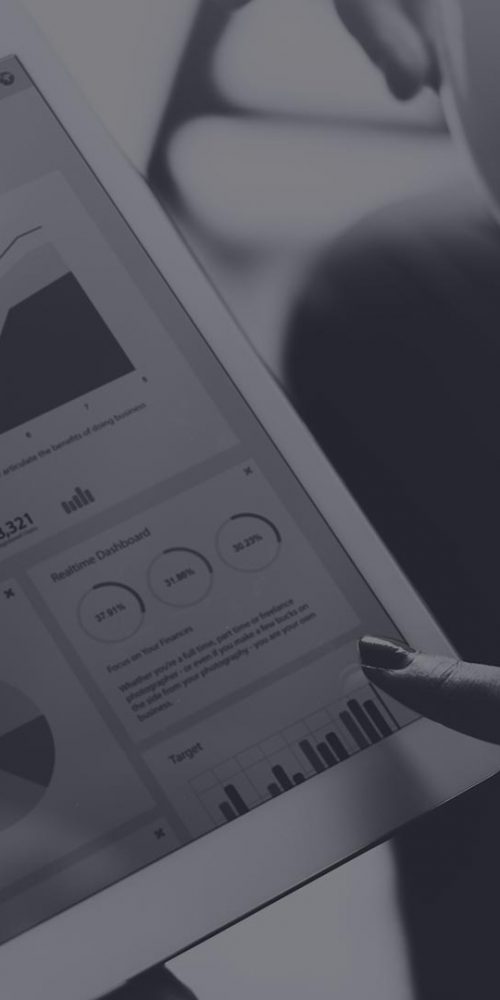 6
7
8
articulate the benefits of doing business
3,321
Realtime Dashboard
37.91%
31.86%
30.23%
Focus on Your Finances
Whether you're a full time, part time or freelance
photographer - or even if you make a few bucks on
the side from your photography - you are your own
business.
Target